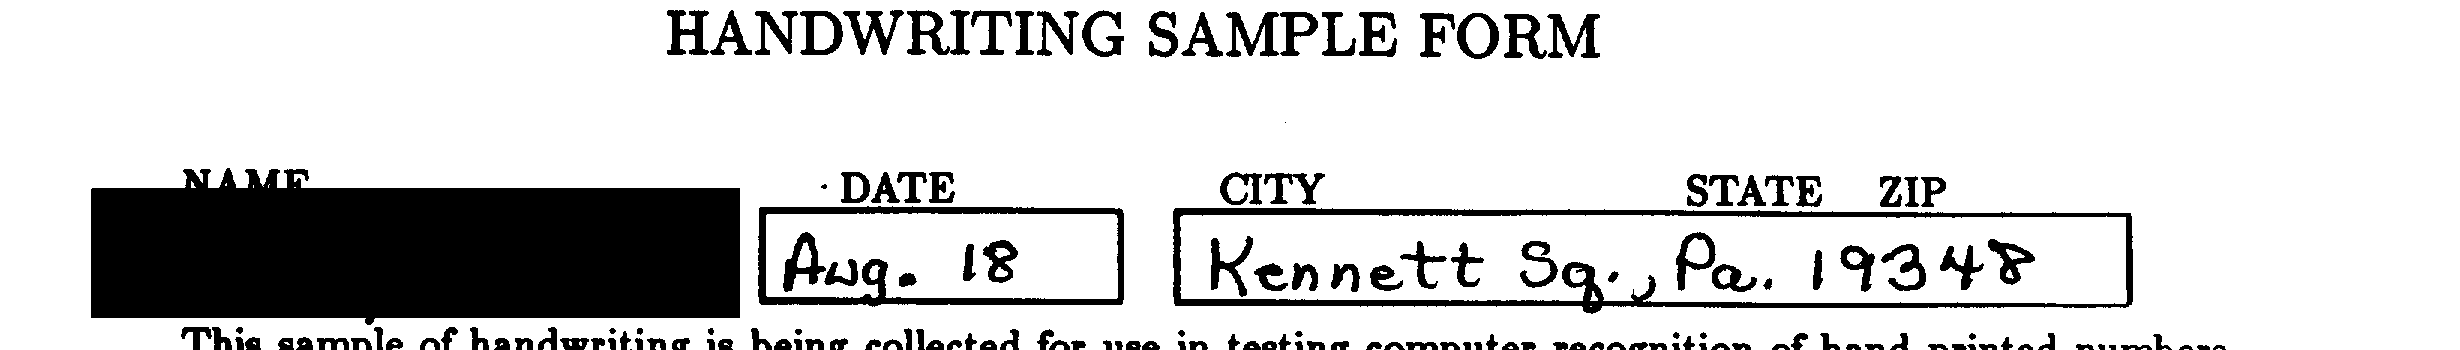 HANDWRITING SAMPLE FORM
NAME DATE CITY STATE ZIP
Aug. 18 Kennett Sq., Pa. 19348
This sample of handwriting is being collected for use in testing computer recognition of hand printed numbers